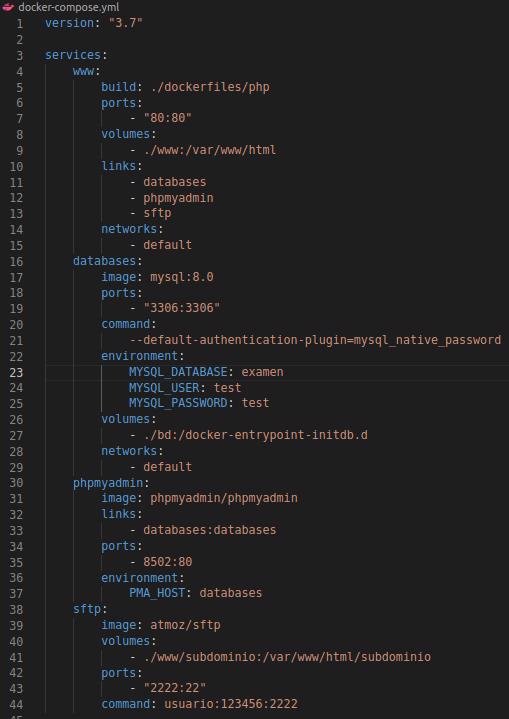 docker-compose.yml
1 version: "3.7"
2
3 services:
4     www:
5         build: ./dockerfiles/php
6         ports:
7             - "80:80"
8         volumes:
9             - ./www:/var/www/html
10         links:
11             - databases
12             - phpmyadmin
13             - sftp
14         networks:
15             - default
16     databases:
17         image: mysql:8.0
18         ports:
19             - "3306:3306"
20         command:
21             --default-authentication-plugin=mysql_native_password
22         environment:
23             MYSQL_DATABASE: examen
24             MYSQL_USER: test
25             MYSQL_PASSWORD: test
26         volumes:
27             - ./bd:/docker-entrypoint-initdb.d
28         networks:
29             - default
30     phpmyadmin:
31         image: phpmyadmin/phpmyadmin
32         links:
33             - databases:databases
34         ports:
35             - 8502:80
36         environment:
37             PMA_HOST: databases
38     sftp:
39         image: atmoz/sftp
40         volumes:
41             - ./www/subdominio:/var/www/html/subdominio
42         ports:
43             - "2222:22"
44         command: usuario:123456:2222